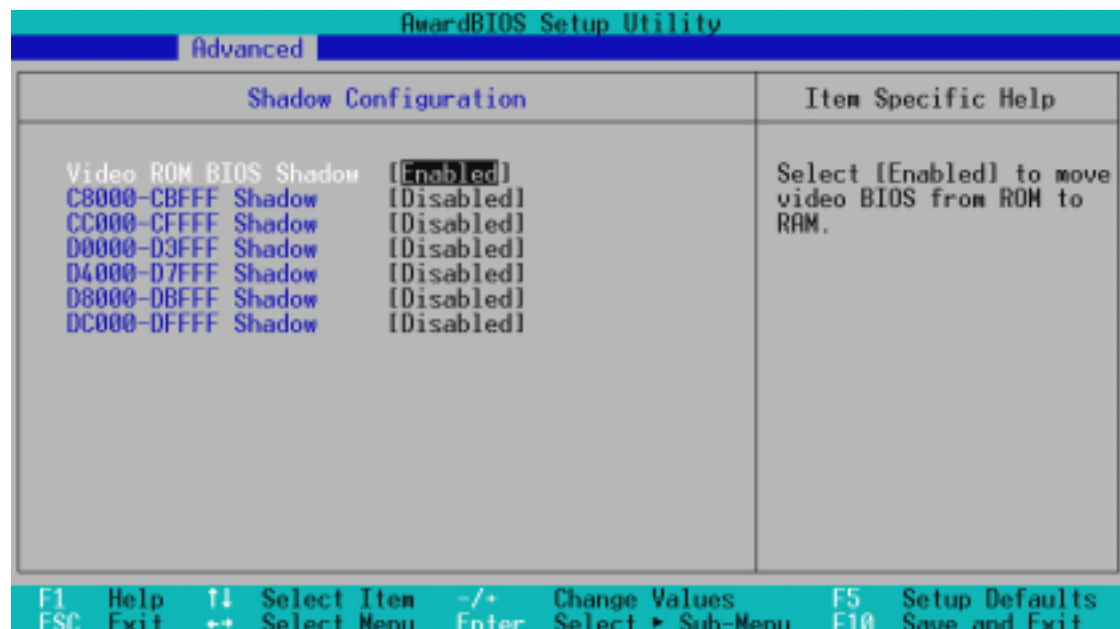 AwardBIOS Setup Utility
Advanced
Shadow Configuration
Item Specific Help
Video ROM BIOS Shadow [Enabled]
C8000-CBFFF Shadow [Disabled]
CC000-CFFFF Shadow [Disabled]
D0000-D3FFF Shadow [Disabled]
D4000-D7FFF Shadow [Disabled]
D8000-DBFFF Shadow [Disabled]
DC000-DFFFF Shadow [Disabled]
Select [Enabled] to move
video BIOS from ROM to
RAM.
F1 Help ↑↓ Select Item -/+ Change Values F5 Setup Defaults
ESC Exit ←→ Select Menu Enter Select ► Sub-Menu F10 Save and Exit